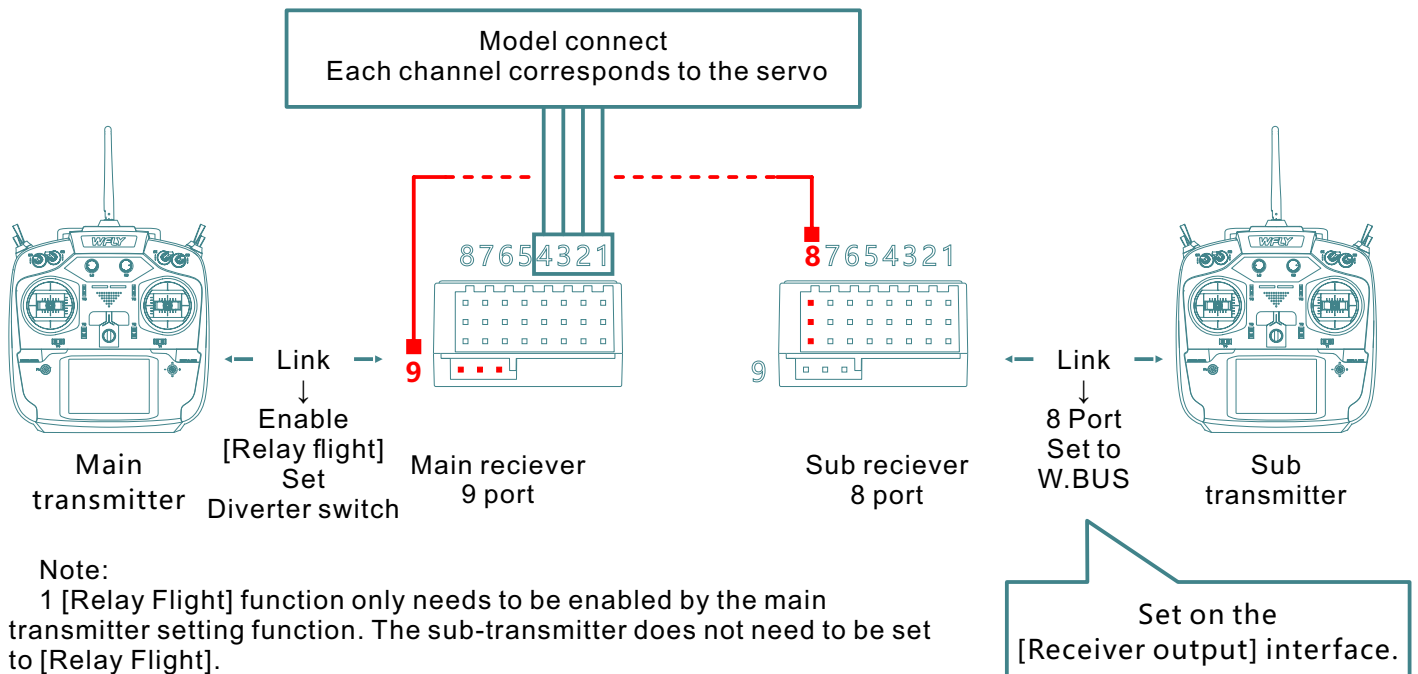 Model connect
Each channel corresponds to the servo
WFLY
87654321
87654321
WFLY
9
9
Link
↓
Enable
[Relay flight]
Set
Diverter switch
Link
↓
8 Port
Set to
W.BUS
Main
transmitter
Main reciever
9 port
Sub reciever
8 port
Sub
transmitter
Note:
1 [Relay Flight] function only needs to be enabled by the main
transmitter setting function. The sub-transmitter does not need to be set
to [Relay Flight].
Set on the
[Receiver output] interface.